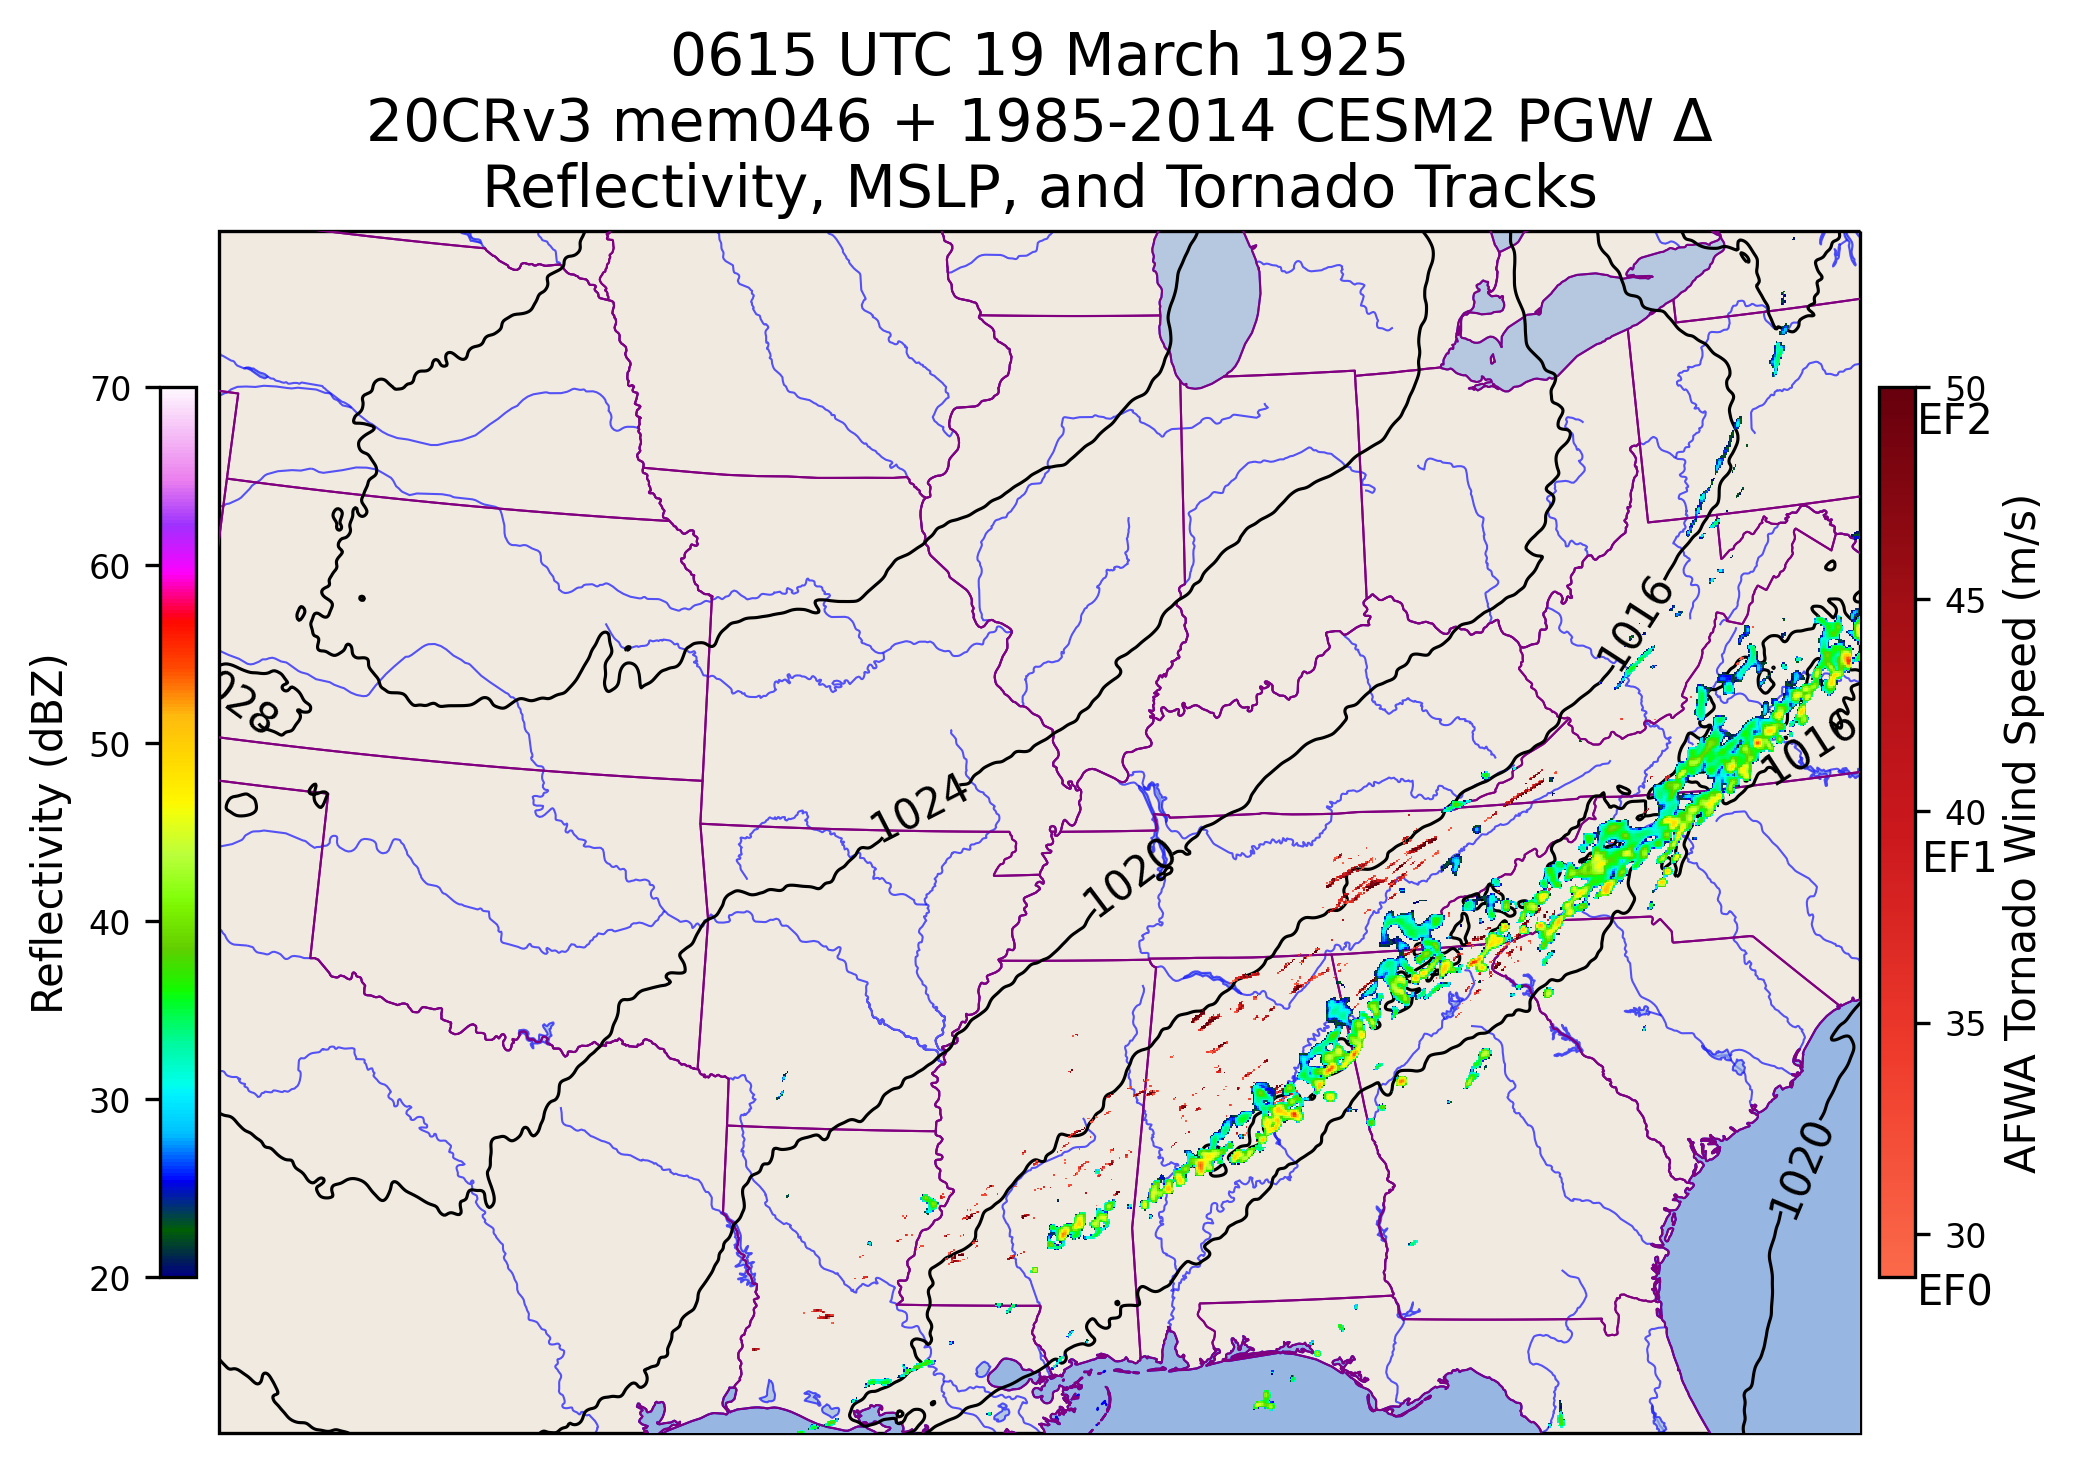 0615 UTC 19 March 1925
20CRv3 mem046 + 1985-2014 CESM2 PGW Δ
Reflectivity, MSLP, and Tornado Tracks
70
60
50
40
30
20
Reflectivity (dBZ)
1016
028
1016
1024
1020
1020
50
EF2
45
40
EF1
35
30
EF0
AFWA Tornado Wind Speed (m/s)